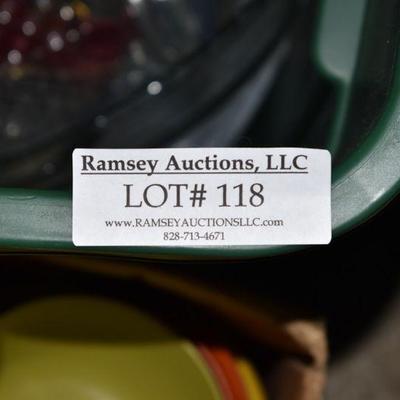 Ramsey Auctions, LLC
LOT# 118
www.RAMSEYAUCTIONSLLC.com
828-713-4671